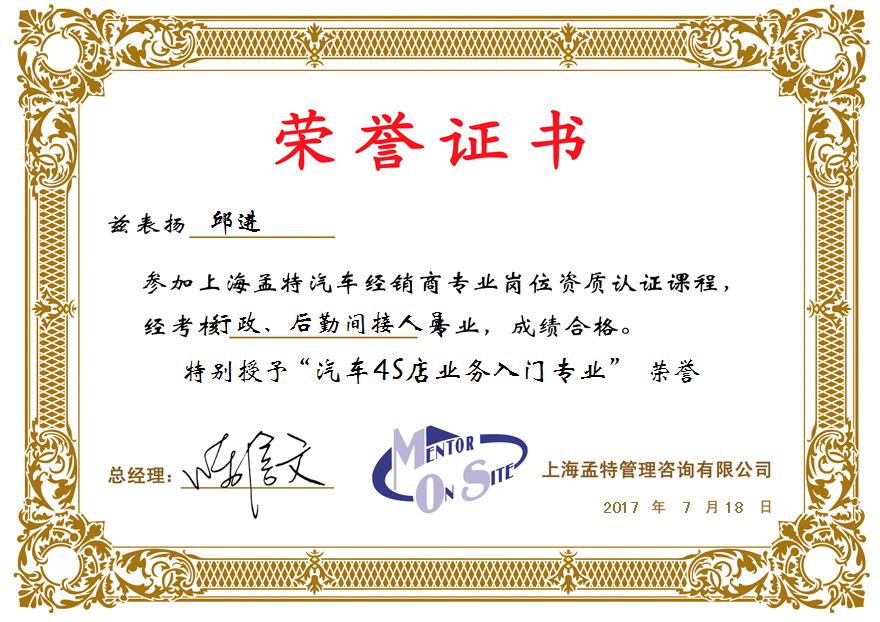 荣誉证书
兹表扬 邱进
参加上海孟特汽车经销商专业岗位资质认证课程，
经考核行政、后勤间接人员专业，成绩合格。
特别授予“汽车4S店业务入门专业” 荣誉
总经理：
MENTOR
ON SITE
上海孟特管理咨询有限公司
2017 年 7 月 18 日